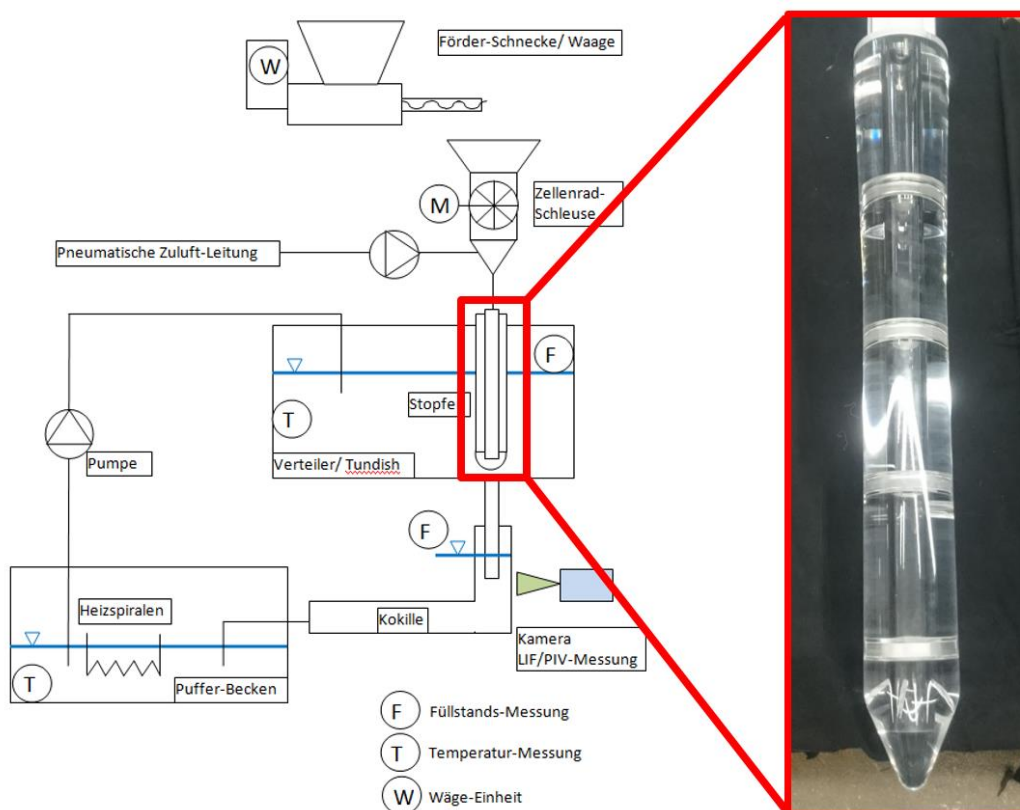 W
Förder-Schnecke/ Waage
M
Zellenrad-
Schleuse
Pneumatische Zuluft-Leitung
F
Stopfe
T
Pumpe
Verteiler/ Tundish
F
Heizspiralen
Kokille
Kamera
LIF/PIV-Messung
T
Puffer-Becken
F
Füllstands-Messung
T
Temperatur-Messung
W
Wäge-Einheit